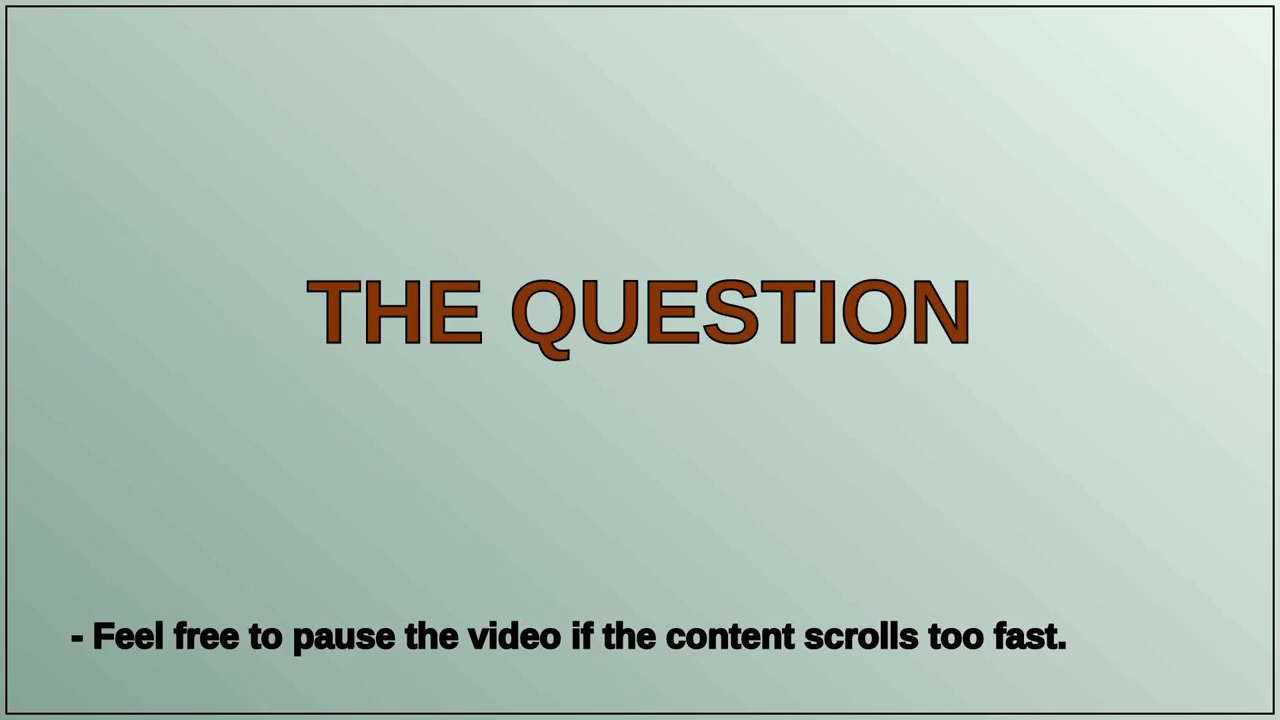 THE QUESTION
- Feel free to pause the video if the content scrolls too fast.